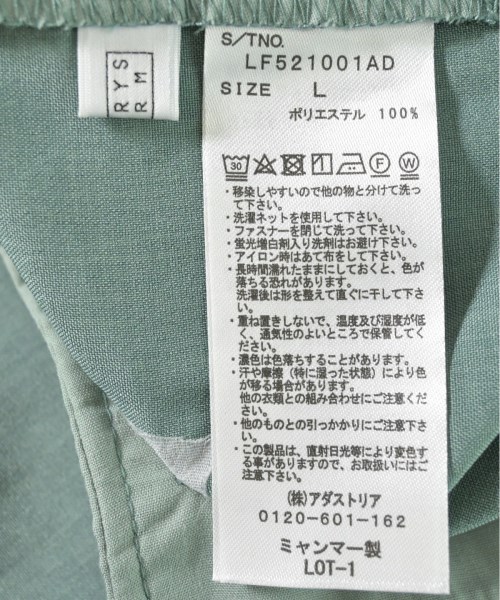 RYS
RM
S/TNO.
LF521001AD
SIZE L
ポリエステル 100%
30 F W
・移染しやすいので他の物と分けて洗っ
て下さい。
・洗濯ネットを使用して下さい。
・ファスナーを閉じて洗って下さい。
・蛍光増白剤入り洗剤はお避け下さい。
・アイロン時はあて布をして下さい。
・長時間濡れたままにしておくと、色が
落ちる恐れがあります。
洗濯後は形を整えて直ぐに干して下さ
い。
・重ね置きしないで、温度及び湿度が低
く、通気性のよいところで保管してく
ださい。
・濃色は色落ちすることがあります。
・汗や摩擦（特に湿った状態）により色
が移る場合があります。
他の衣類との組み合わせにご注意くだ
さい。
・他のものとの引っかかりにご注意下さ
い。
・この製品は、直射日光等により変色す
る事がありますので、お取扱いにはご
注意ください。
(株)アダストリア
0120-601-162
ミャンマー製
LOT-1